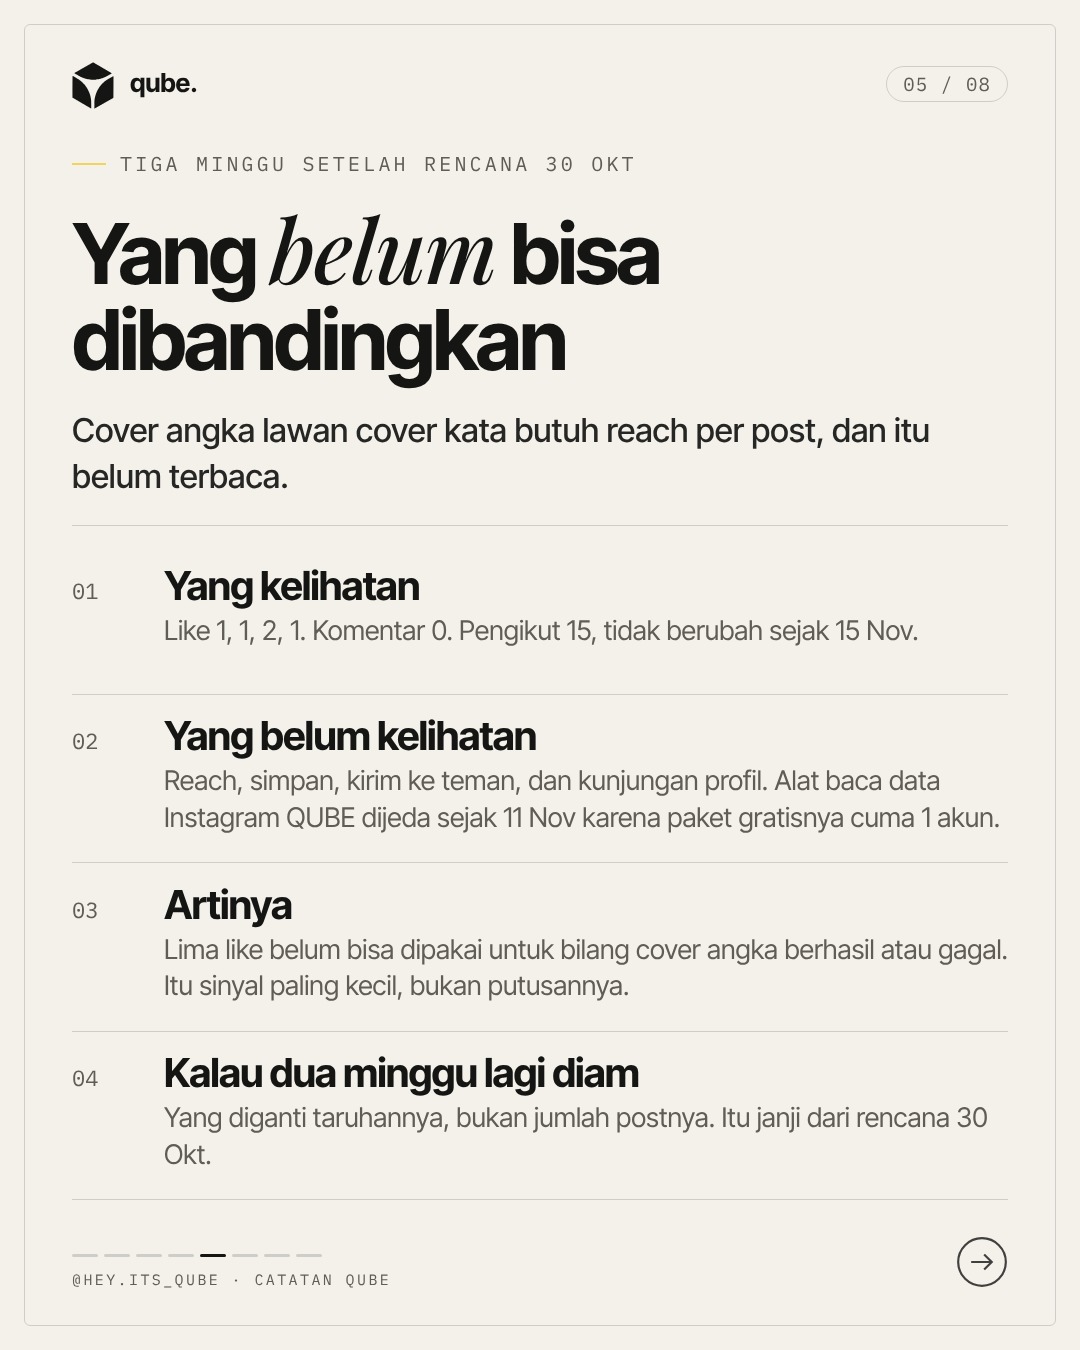 qube.
05 / 08
TIGA MINGGU SETELAH RENCANA 30 OKT
Yang belum bisa
dibandingkan
Cover angka lawan cover kata butuh reach per post, dan itu
belum terbaca.
01
Yang kelihatan
Like 1, 1, 2, 1. Komentar 0. Pengikut 15, tidak berubah sejak 15 Nov.
02
Yang belum kelihatan
Reach, simpan, kirim ke teman, dan kunjungan profil. Alat baca data
Instagram QUBE dijeda sejak 11 Nov karena paket gratisnya cuma 1 akun.
03
Artinya
Lima like belum bisa dipakai untuk bilang cover angka berhasil atau gagal.
Itu sinyal paling kecil, bukan putusannya.
04
Kalau dua minggu lagi diam
Yang diganti taruhannya, bukan jumlah postnya. Itu janji dari rencana 30
Okt.
@HEY.ITS_QUBE · CATATAN QUBE